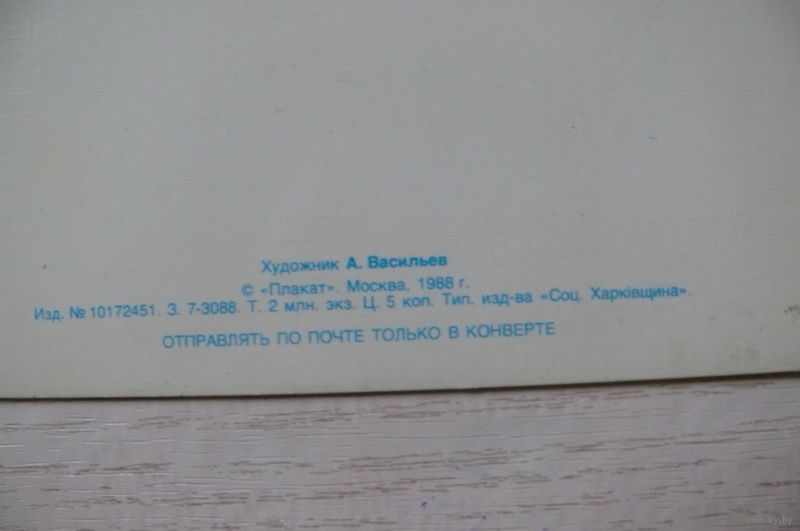 Художник А. Васильев
© «Плакат». Москва, 1988 г.
Изд. № 10172451. З. 7-3088. Т. 2 млн. экз. Ц. 5 коп. Тип. изд-ва «Соц. Харкiвщина».
ОТПРАВЛЯТЬ ПО ПОЧТЕ ТОЛЬКО В КОНВЕРТЕ